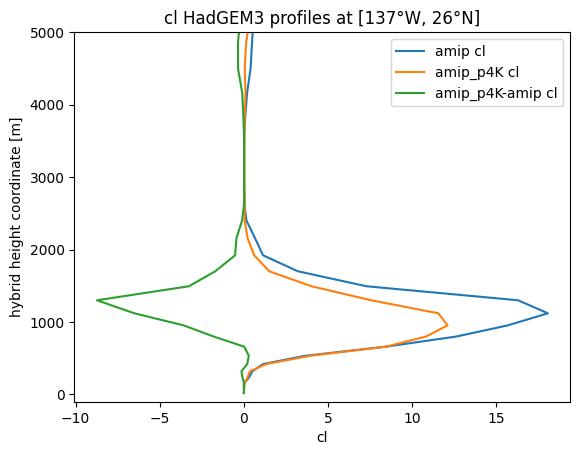 cl HadGEM3 profiles at [137°W, 26°N]
amip cl
amip_p4K cl
amip_p4K-amip cl
5000
4000
3000
2000
1000
0
hybrid height coordinate [m]
−10
−5
0
5
10
15
cl